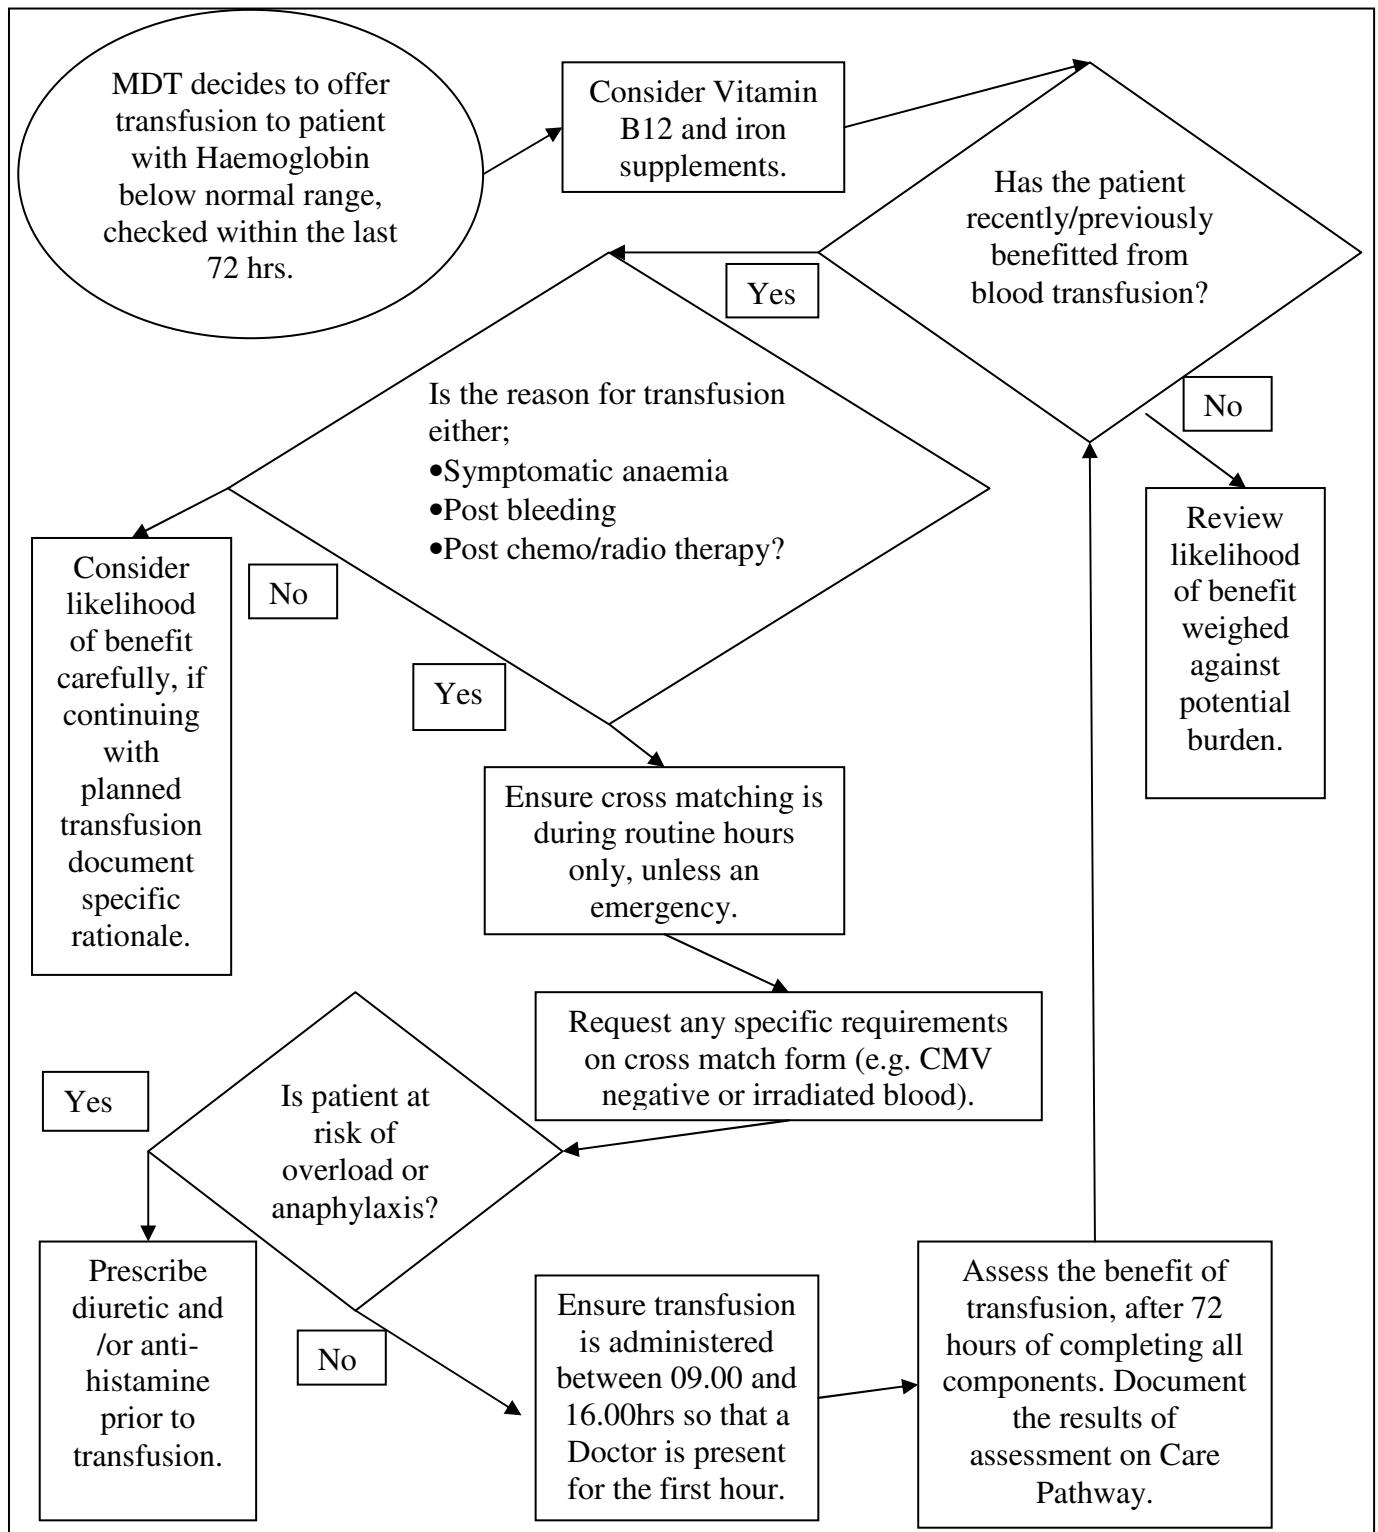 MDT decides to offer
transfusion to patient
with Haemoglobin
below normal range,
checked within the last
72 hrs.
Consider Vitamin
B12 and iron
supplements.
Has the patient
recently/previously
benefitted from
blood transfusion?
Yes
No
Is the reason for transfusion
either;
•Symptomatic anaemia
•Post bleeding
•Post chemo/radio therapy?
Review
likelihood
of benefit
weighed
against
potential
burden.
Consider
likelihood
of benefit
carefully, if
continuing
with
planned
transfusion
document
specific
rationale.
No
Yes
Ensure cross matching is
during routine hours
only, unless an
emergency.
Request any specific requirements
on cross match form (e.g. CMV
negative or irradiated blood).
Is patient at
risk of
overload or
anaphylaxis?
Yes
Prescribe
diuretic and
/or anti-
histamine
prior to
transfusion.
No
Ensure transfusion
is administered
between 09.00 and
16.00hrs so that a
Doctor is present
for the first hour.
Assess the benefit of
transfusion, after 72
hours of completing all
components. Document
the results of
assessment on Care
Pathway.